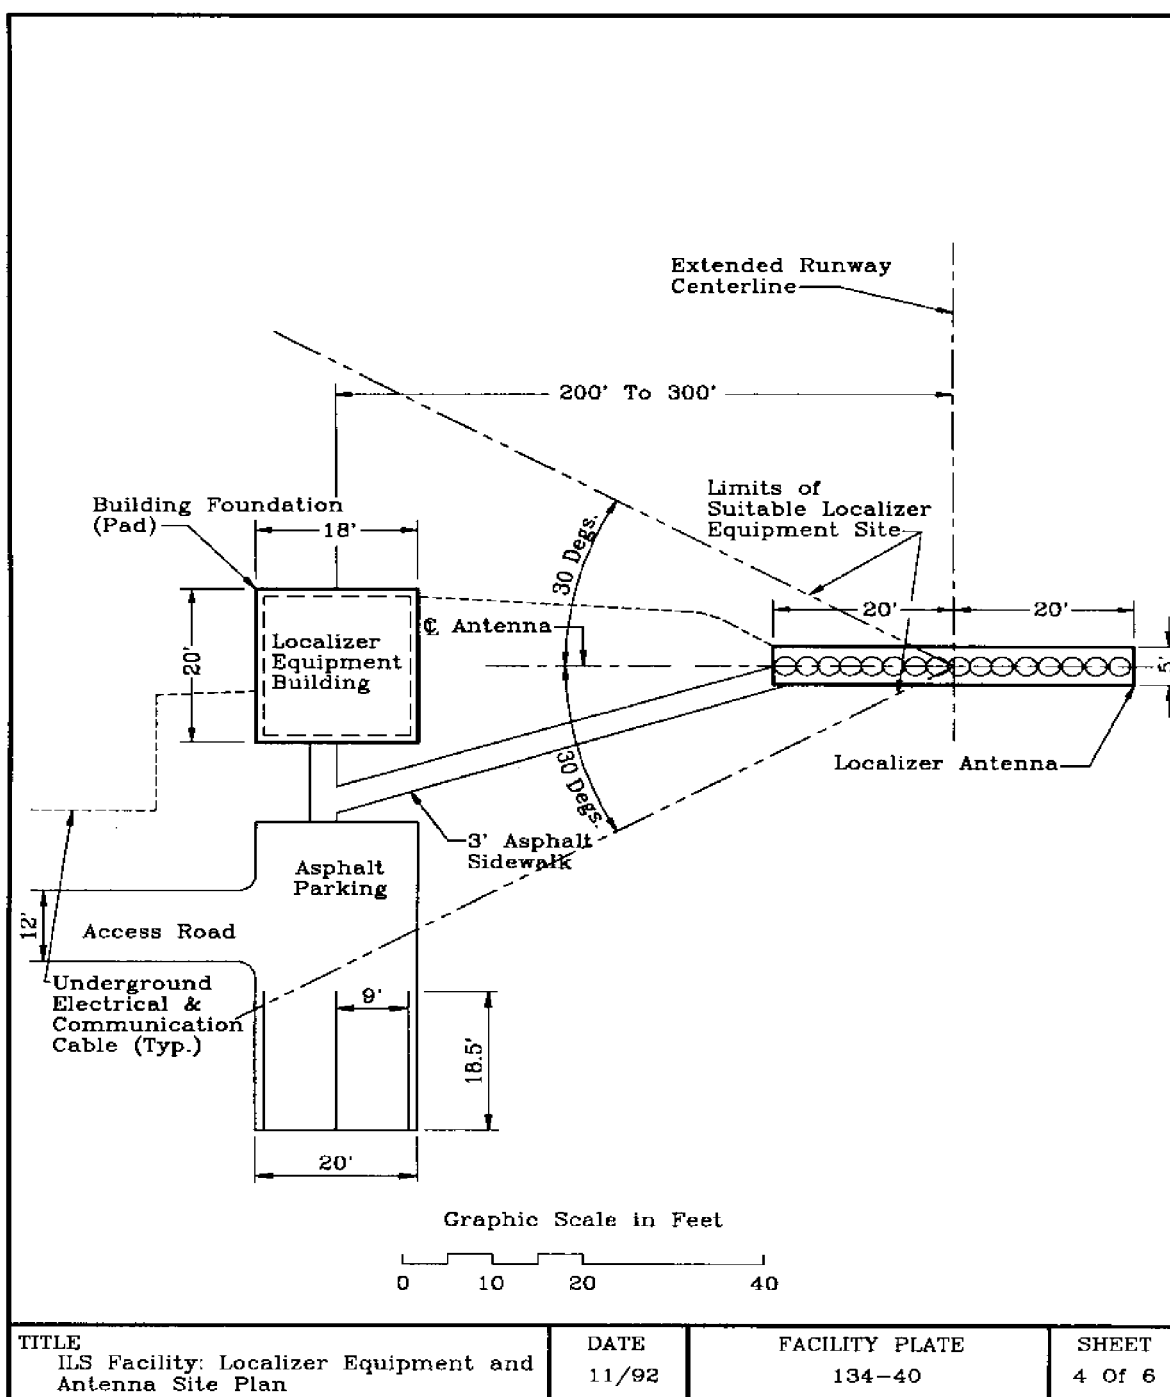 Extended Runway
Centerline
200' To 300'
Building Foundation
(Pad)
18'
Limits of
Suitable Localizer
Equipment Site
30 Degs.
20'
20'
℄ Antenna
20'
Localizer
Equipment
Building
5'
Localizer Antenna
30 Degs.
3' Asphalt
Sidewalk
Asphalt
Parking
12'
Access Road
Underground
Electrical &
Communication
Cable (Typ.)
9'
18.5'
20'
Graphic Scale in Feet
0 10 20 40
TITLE
ILS Facility: Localizer Equipment and
Antenna Site Plan
DATE
11/92
FACILITY PLATE
134-40
SHEET
4 Of 6